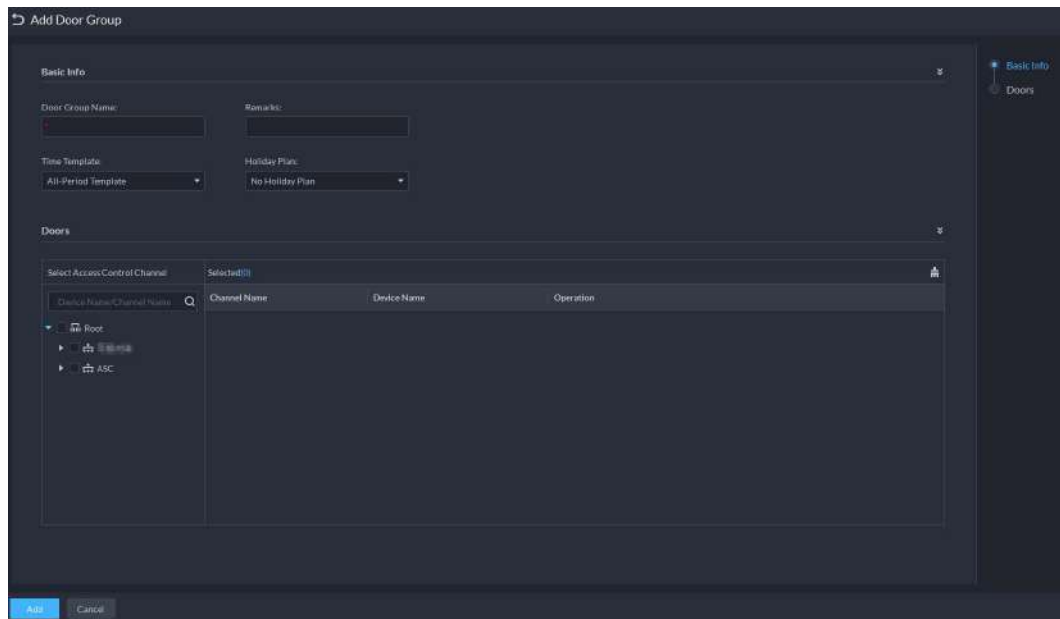 Add Door Group
Basic Info
Door Group Name:
Remarks:
Time Template:
Holiday Plan:
All-Period Template
No Holiday Plan
Doors
Select Access Control Channel
Selected(0)
Device Name/Channel Name
Channel Name
Device Name
Operation
Root
ASC
Basic Info
Doors
Add
Cancel